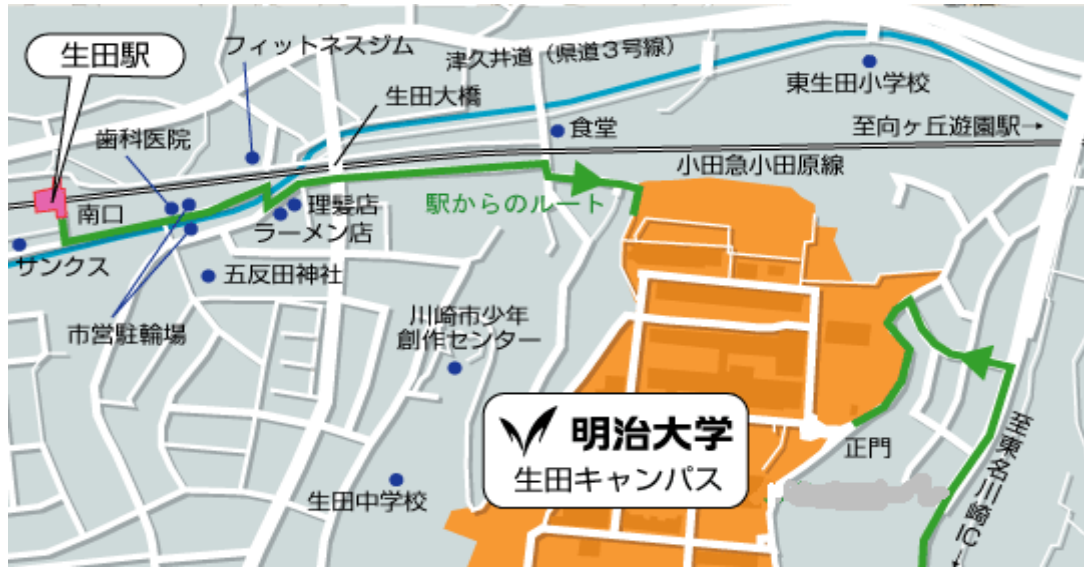 生田駅
フィットネスジム
津久井道（県道3号線）
生田大橋
東生田小学校
歯科医院
食堂
至向ヶ丘遊園駅→
小田急小田原線
南口
理髪店
駅からのルート
ラーメン店
サンクス
五反田神社
市営駐輪場
川崎市少年
創作センター
明治大学
生田キャンパス
正門
至東名川崎IC→
生田中学校